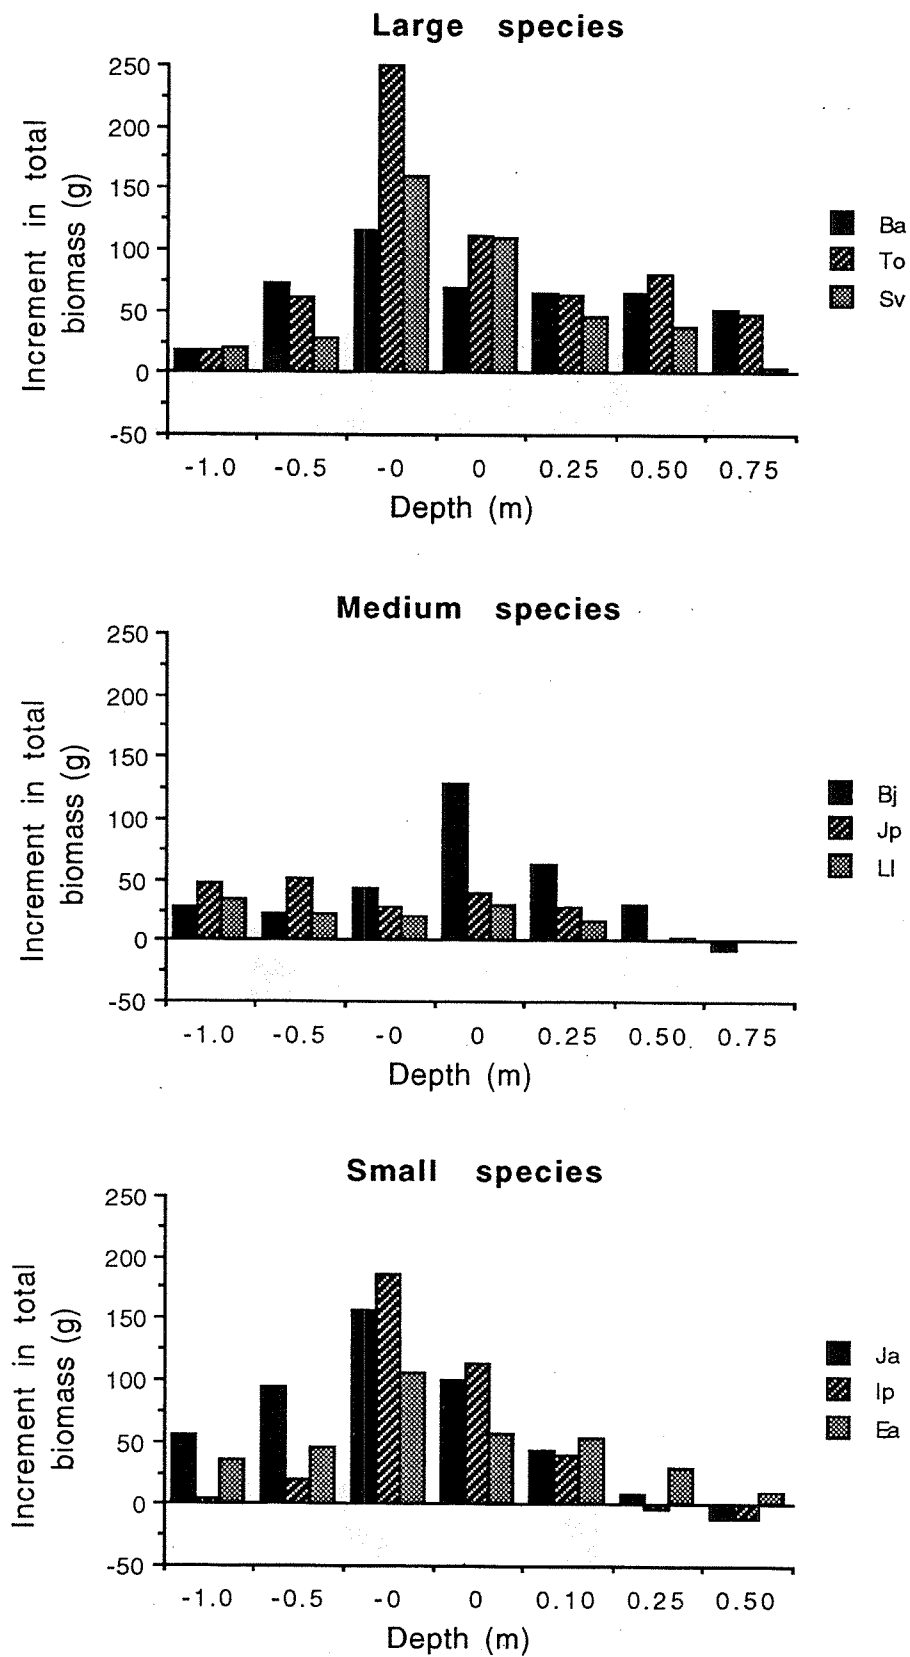 Large species
250
200
150
100
50
0
-50
Increment in total
biomass (g)
-1.0 -0.5 -0 0 0.25 0.50 0.75
Depth (m)
Ba
To
Sv
Medium species
250
200
150
100
50
0
-50
Increment in total
biomass (g)
-1.0 -0.5 -0 0 0.25 0.50 0.75
Depth (m)
Bj
Jp
Ll
Small species
250
200
150
100
50
0
-50
Increment in total
biomass (g)
-1.0 -0.5 -0 0 0.10 0.25 0.50
Depth (m)
Ja
Ip
Ea